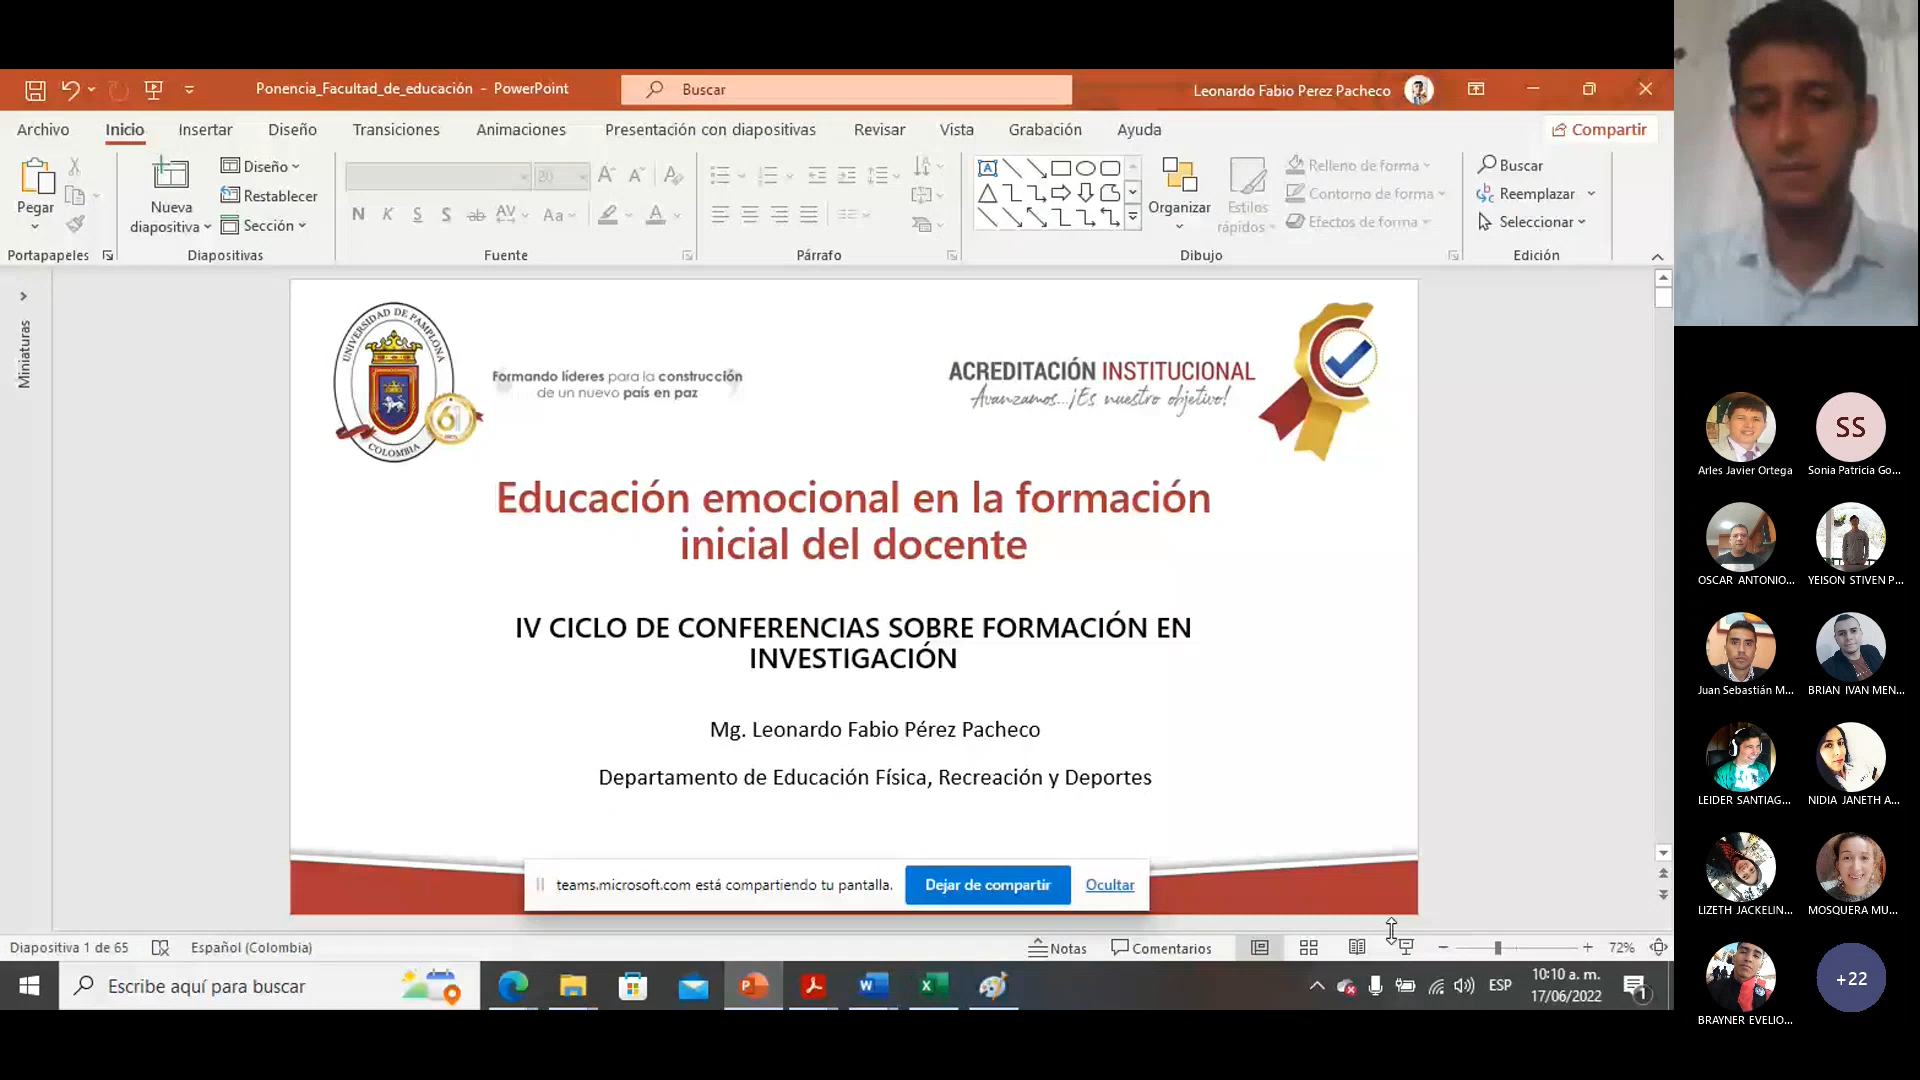 Ponencia_Facultad_de_educación - PowerPoint
Buscar
Leonardo Fabio Perez Pacheco
Archivo Inicio Insertar Diseño Transiciones Animaciones Presentación con diapositivas Revisar Vista Grabación Ayuda
Compartir
Pegar
Portapapeles
Nueva
diapositiva
Diseño
Restablecer
Sección
Diapositivas
20
N K S S ab AV Aa A
Fuente
Párrafo
Organizar
Estilos
rápidos
Relleno de forma
Contorno de forma
Efectos de forma
Dibujo
Buscar
Reemplazar
Seleccionar
Edición
Miniaturas
UNIVERSIDAD DE PAMPLONA
COLOMBIA
61
Formando líderes para la construcción
de un nuevo país en paz
ACREDITACIÓN INSTITUCIONAL
Avanzamos...¡Es nuestro objetivo!
Educación emocional en la formación
inicial del docente
IV CICLO DE CONFERENCIAS SOBRE FORMACIÓN EN
INVESTIGACIÓN
Mg. Leonardo Fabio Pérez Pacheco
Departamento de Educación Física, Recreación y Deportes
teams.microsoft.com está compartiendo tu pantalla.
Dejar de compartir
Ocultar
Diapositiva 1 de 65
Español (Colombia)
Notas
Comentarios
72%
Escribe aquí para buscar
ESP
10:10 a. m.
17/06/2022
1
SS
Arles Javier Ortega
Sonia Patricia Go...
OSCAR ANTONIO...
YEISON STIVEN P...
Juan Sebastián M...
BRIAN IVAN MEN...
LEIDER SANTIAG...
NIDIA JANETH A...
LIZETH JACKELIN...
MOSQUERA MU...
+22
BRAYNER EVELIO...